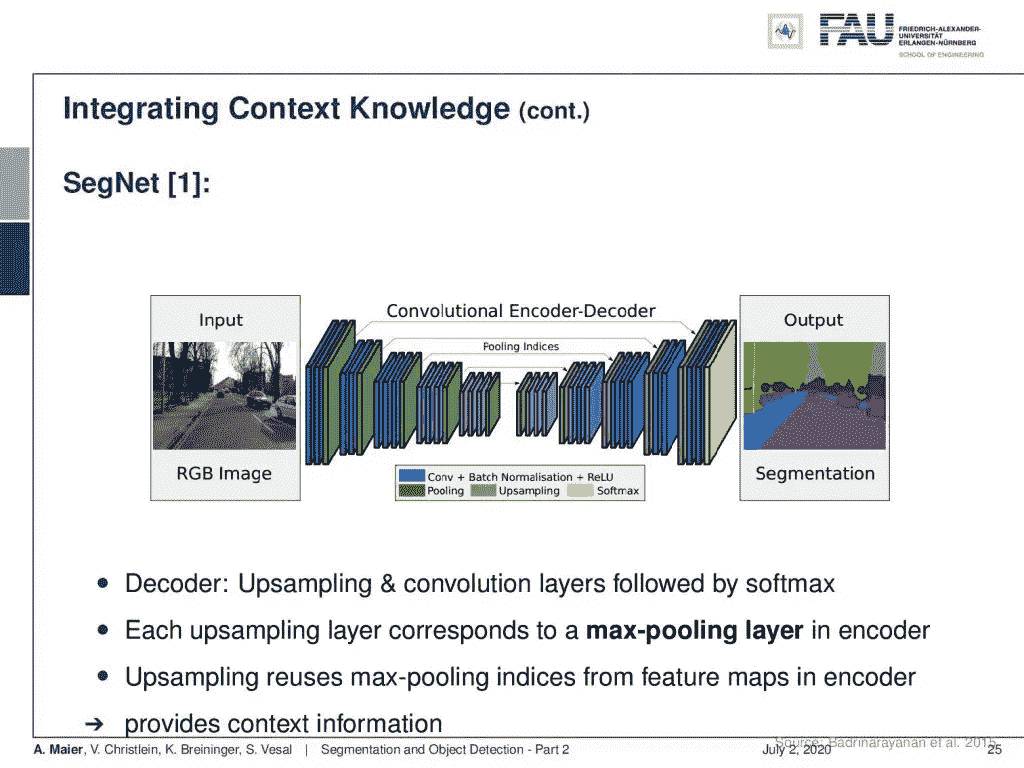 FAU
FRIEDRICH-ALEXANDER-
UNIVERSITÄT
ERLANGEN-NÜRNBERG
SCHOOL OF ENGINEERING
Integrating Context Knowledge (cont.)
SegNet [1]:
Input
RGB Image
Convolutional Encoder-Decoder
Pooling Indices
Conv + Batch Normalisation + ReLU
Pooling Upsampling Softmax
Output
Segmentation
• Decoder: Upsampling & convolution layers followed by softmax
• Each upsampling layer corresponds to a max-pooling layer in encoder
• Upsampling reuses max-pooling indices from feature maps in encoder
➔ provides context information
Source: Badrinarayanan et al. 2015
A. Maier, V. Christlein, K. Breininger, S. Vesal | Segmentation and Object Detection - Part 2 July 2, 2020 25